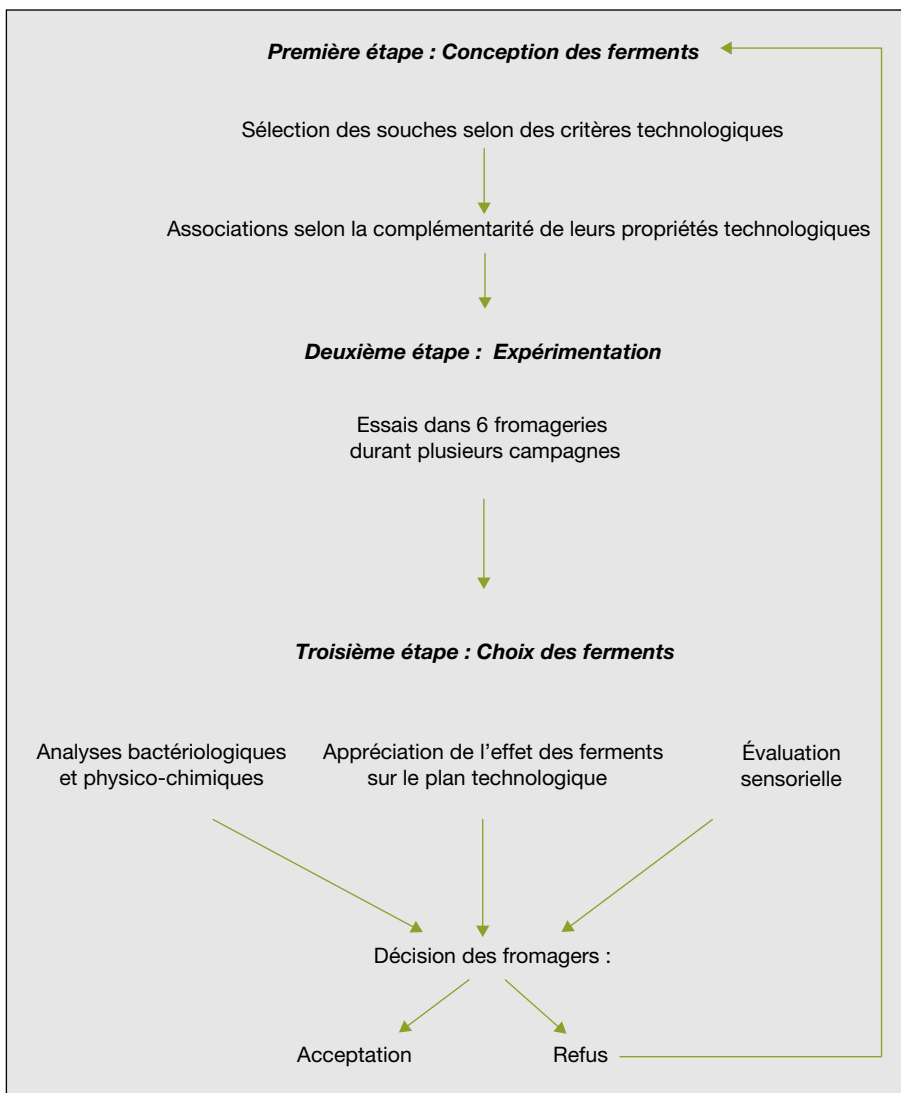 Première étape : Conception des ferments
Sélection des souches selon des critères technologiques
Associations selon la complémentarité de leurs propriétés technologiques
Deuxième étape :  Expérimentation
Essais dans 6 fromageries
durant plusieurs campagnes
Troisième étape : Choix des ferments
Analyses bactériologiques
et physico-chimiques
Appréciation de l’effet des ferments
sur le plan technologique
Évaluation
sensorielle
Décision des fromagers :
Acceptation
Refus